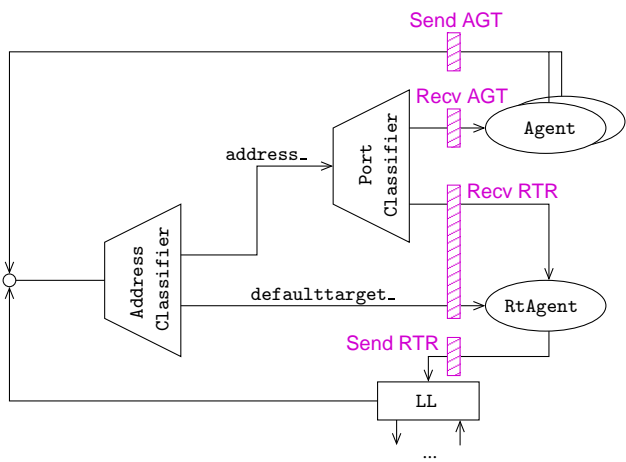 Send AGT
Recv AGT
Agent
address_
Port
Classifier
Recv RTR
Address
Classifier
defaulttarget_
RtAgent
Send RTR
LL
...